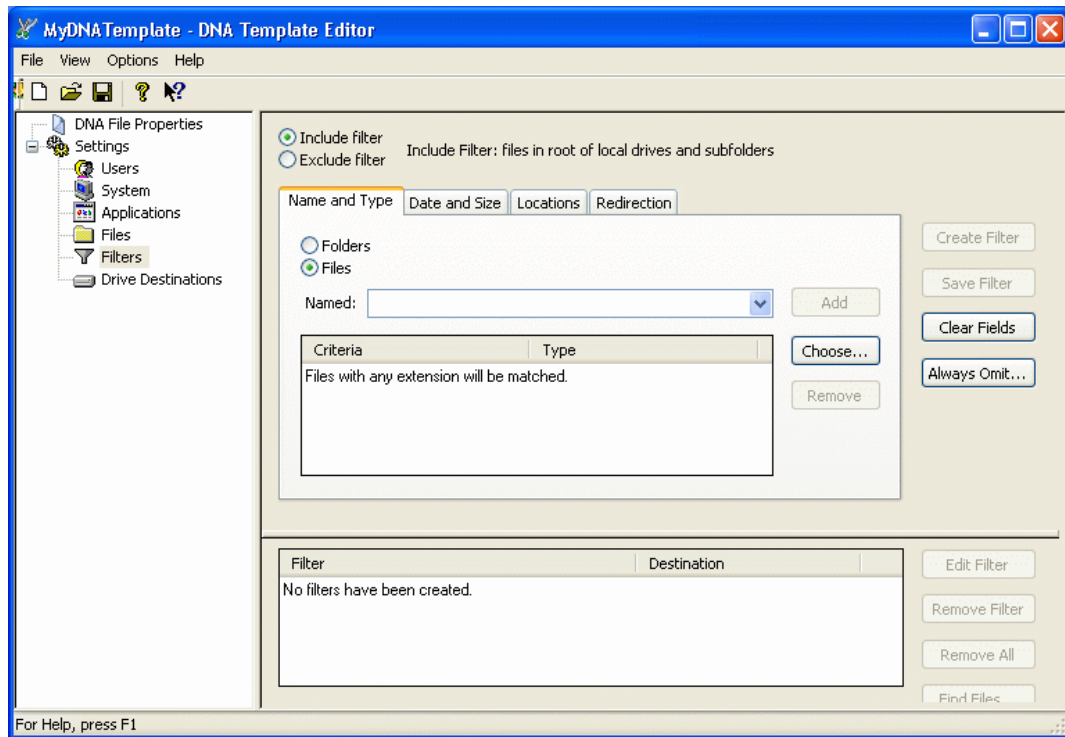 MyDNATemplate - DNA Template Editor
File View Options Help
DNA File Properties
Settings
Users
System
Applications
Files
Filters
Drive Destinations
Include filter
Exclude filter
Include Filter: files in root of local drives and subfolders
Name and Type Date and Size Locations Redirection
Folders
Files
Named:
Add
Criteria Type
Files with any extension will be matched.
Choose...
Remove
Create Filter
Save Filter
Clear Fields
Always Omit...
Filter Destination
No filters have been created.
Edit Filter
Remove Filter
Remove All
Find Files...
For Help, press F1